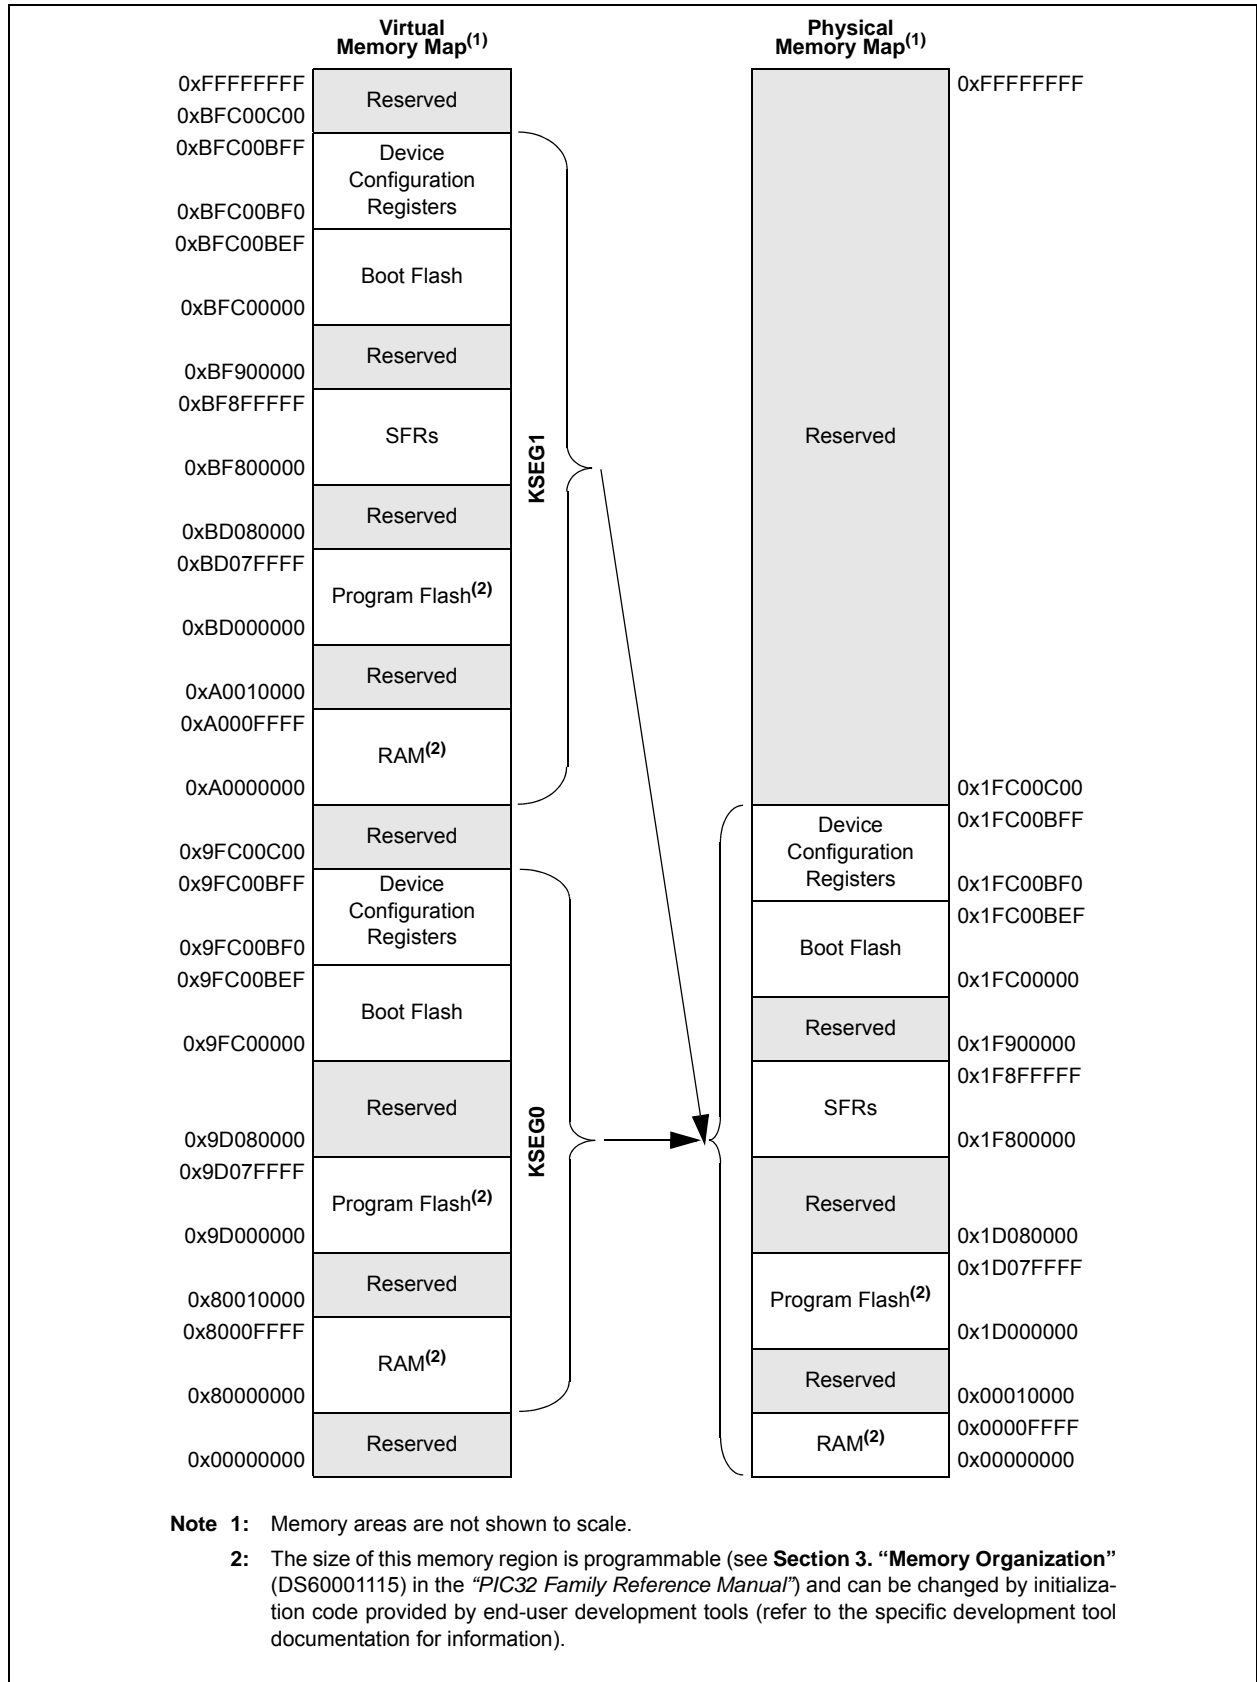 Virtual
Memory Map(1)
0xFFFFFFFF
Reserved
0xBFC00C00
0xBFC00BFF
Device
Configuration
Registers
0xBFC00BF0
0xBFC00BEF
Boot Flash
0xBFC00000
Reserved
0xBF900000
0xBF8FFFFF
SFRs
0xBF800000
Reserved
0xBD080000
0xBD07FFFF
Program Flash(2)
0xBD000000
Reserved
0xA0010000
0xA000FFFF
RAM(2)
0xA0000000
KSEG1
Reserved
0x9FC00C00
0x9FC00BFF
Device
Configuration
Registers
0x9FC00BF0
0x9FC00BEF
Boot Flash
0x9FC00000
Reserved
0x9D080000
0x9D07FFFF
Program Flash(2)
0x9D000000
Reserved
0x80010000
0x8000FFFF
RAM(2)
0x80000000
KSEG0
Reserved
0x00000000
Physical
Memory Map(1)
0xFFFFFFFF
Reserved
0x1FC00C00
0x1FC00BFF
Device
Configuration
Registers
0x1FC00BF0
0x1FC00BEF
Boot Flash
0x1FC00000
Reserved
0x1F900000
0x1F8FFFFF
SFRs
0x1F800000
Reserved
0x1D080000
0x1D07FFFF
Program Flash(2)
0x1D000000
Reserved
0x00010000
0x0000FFFF
RAM(2)
0x00000000
Note 1: Memory areas are not shown to scale.
2: The size of this memory region is programmable (see Section 3. “Memory Organization”
(DS60001115) in the “PIC32 Family Reference Manual”) and can be changed by initializa-
tion code provided by end-user development tools (refer to the specific development tool
documentation for information).